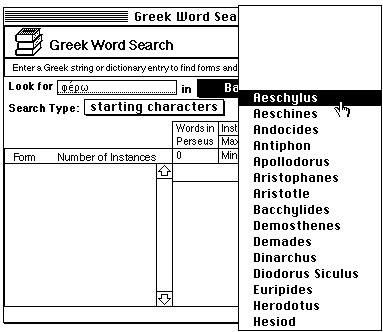 Greek Word Sea
Greek Word Search
Enter a Greek string or dictionary entry to find forms and
Look for φέρω in Ba
Search Type: starting characters
Words in Perseus
Inst
Max
0
Min
Form Number of Instances
Aeschylus
Aeschines
Andocides
Antiphon
Apollodorus
Aristophanes
Aristotle
Bacchylides
Demosthenes
Demades
Dinarchus
Diodorus Siculus
Euripides
Herodotus
Hesiod